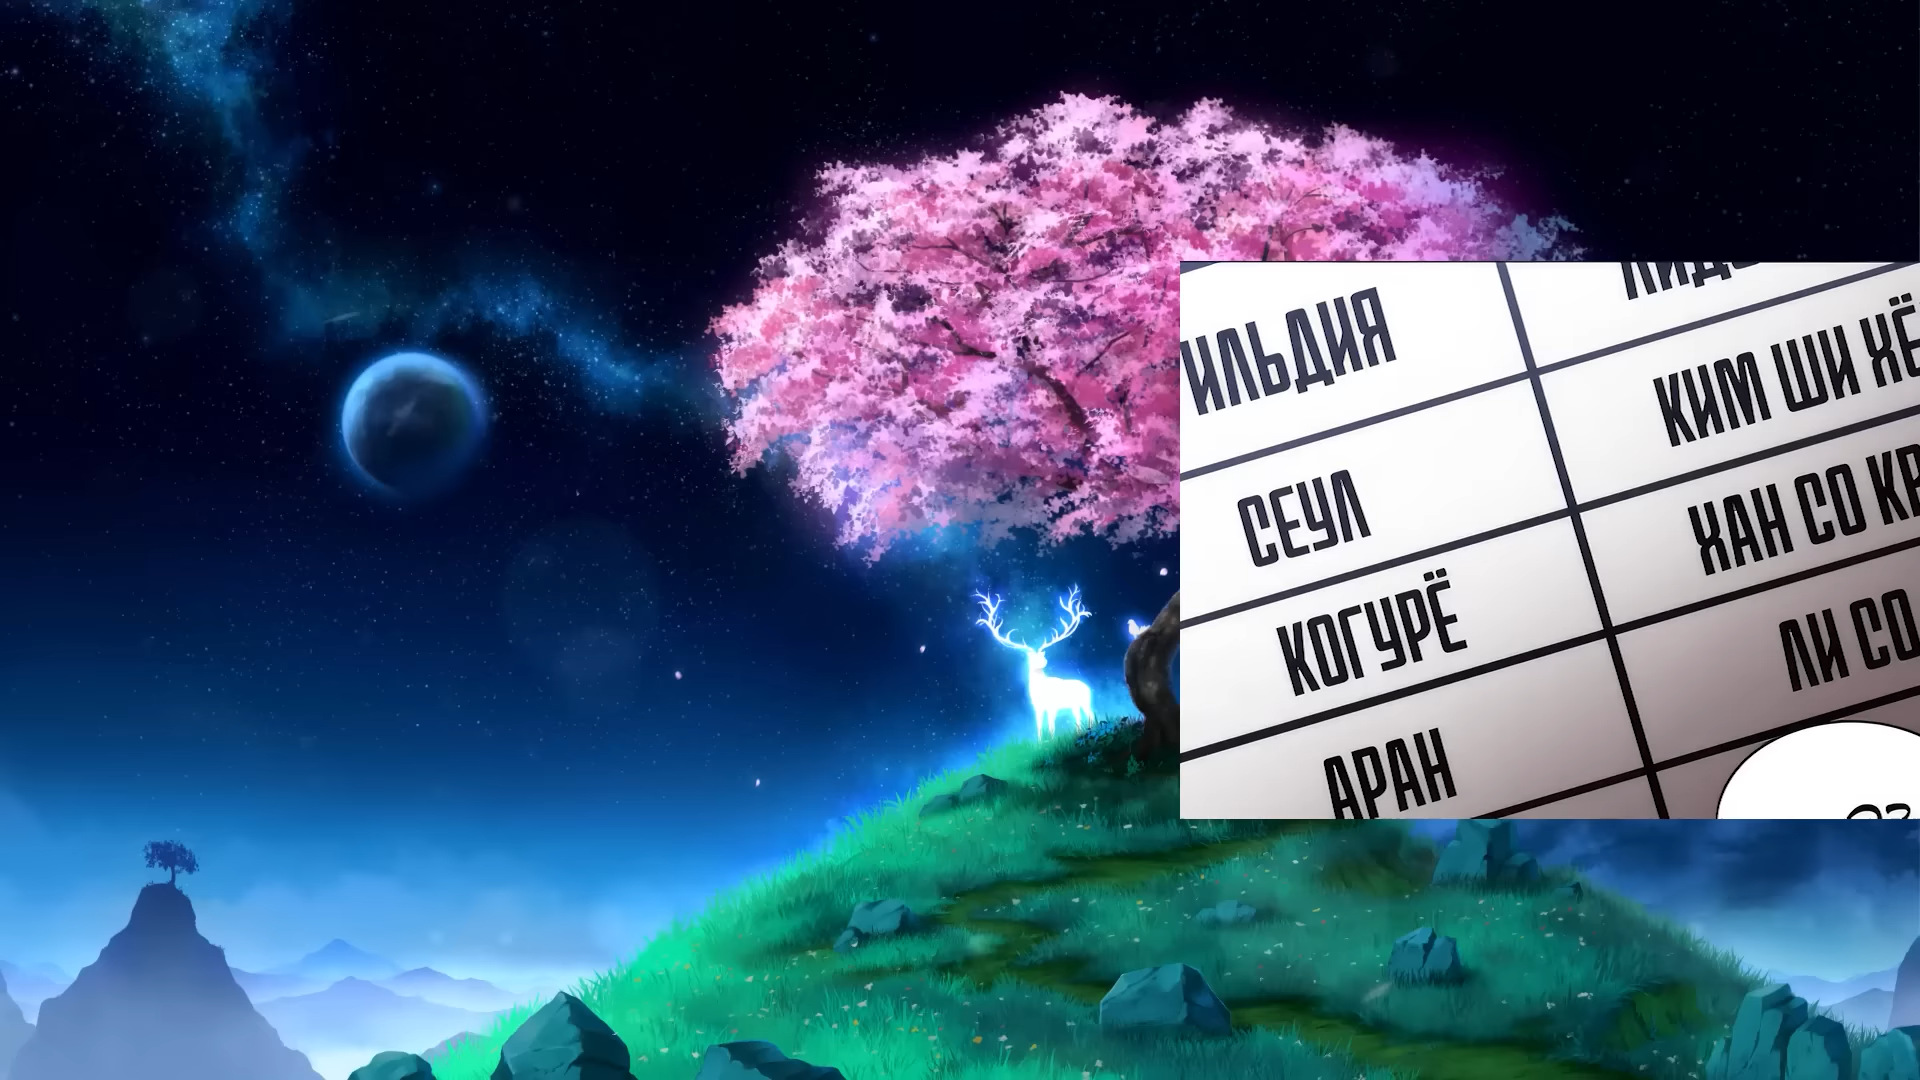 ИЛЬДИЯ
КИМ ШИ ХЁ
СЕУЛ
ХАН СО
КОГУРЁ
ЛИ СО
АРАН